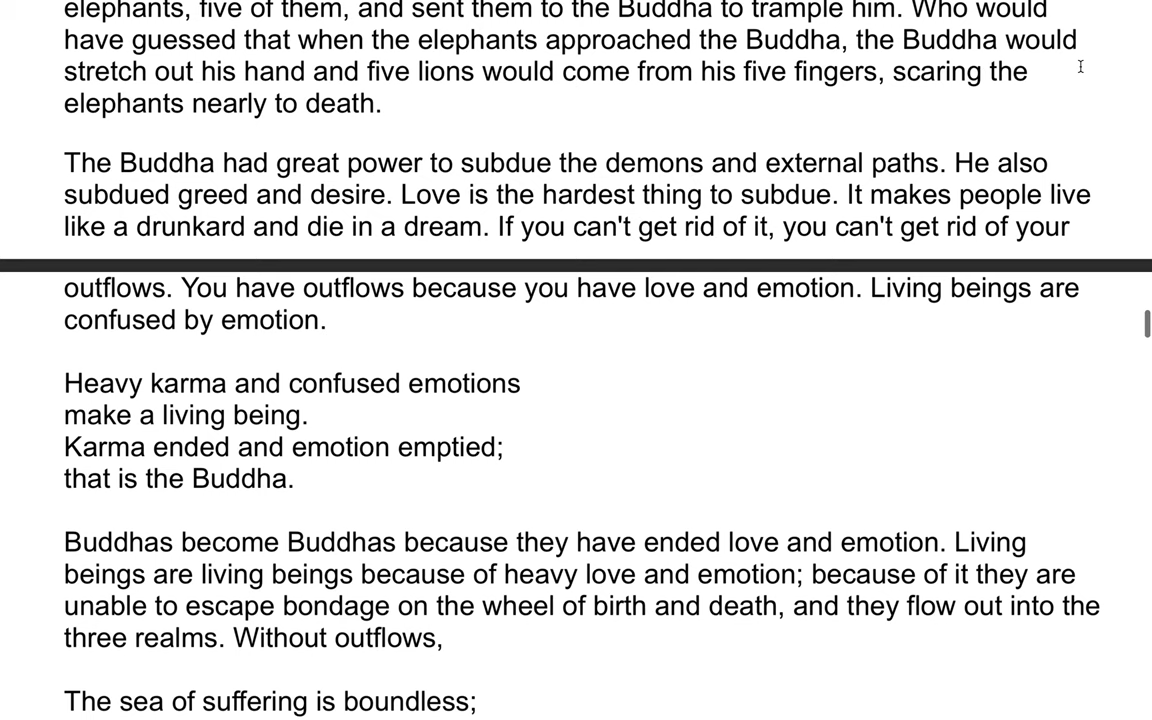 elephants, five of them, and sent them to the Buddha to trample him. Who would
have guessed that when the elephants approached the Buddha, the Buddha would
stretch out his hand and five lions would come from his five fingers, scaring the
elephants nearly to death.
The Buddha had great power to subdue the demons and external paths. He also
subdued greed and desire. Love is the hardest thing to subdue. It makes people live
like a drunkard and die in a dream. If you can't get rid of it, you can't get rid of your
outflows. You have outflows because you have love and emotion. Living beings are
confused by emotion.
Heavy karma and confused emotions
make a living being.
Karma ended and emotion emptied;
that is the Buddha.
Buddhas become Buddhas because they have ended love and emotion. Living
beings are living beings because of heavy love and emotion; because of it they are
unable to escape bondage on the wheel of birth and death, and they flow out into the
three realms. Without outflows,
The sea of suffering is boundless;